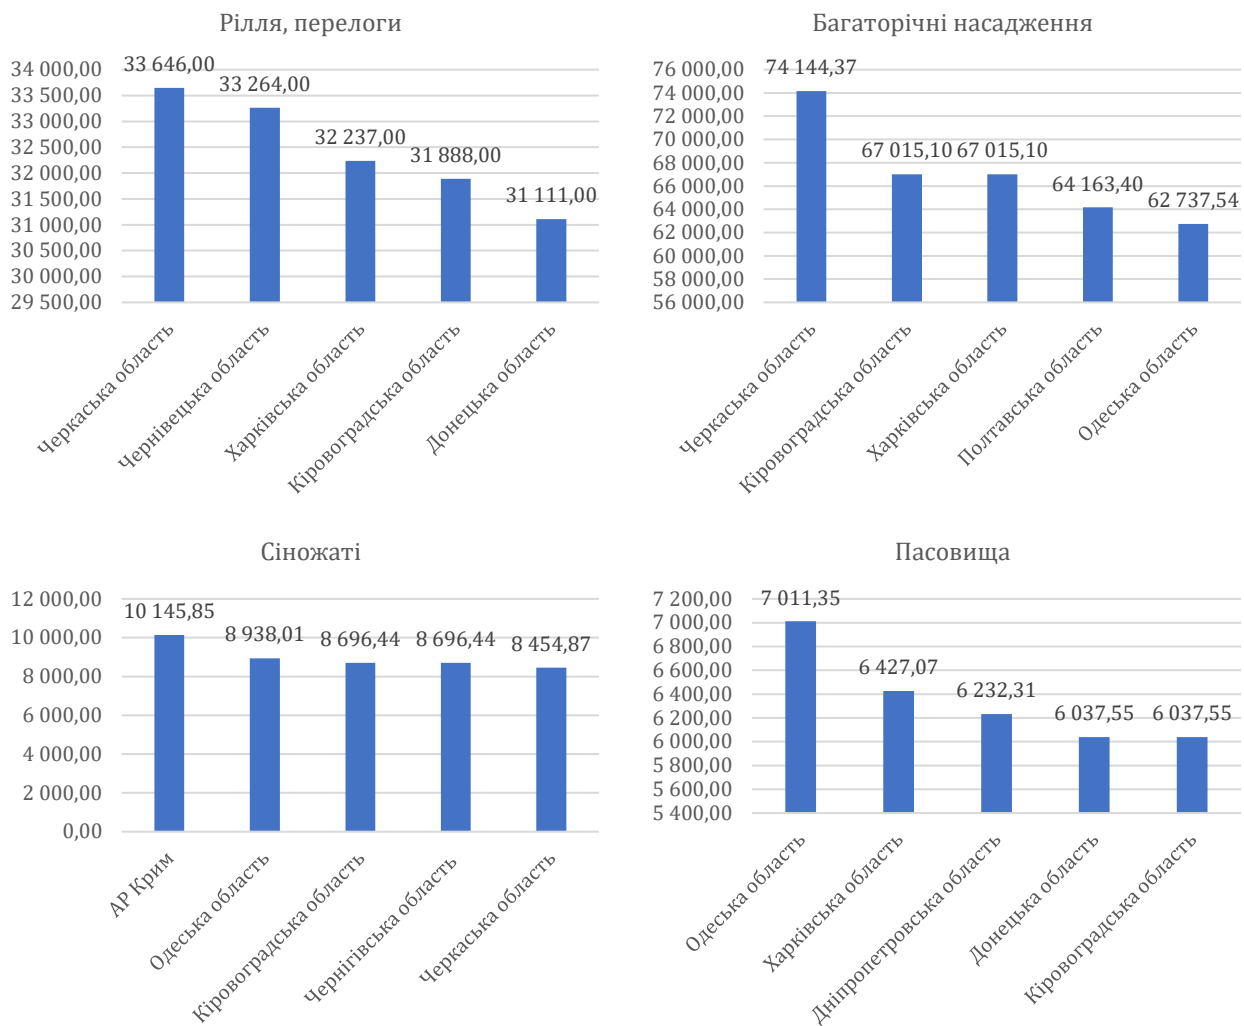 Рілля, перелоги
34 000,00
33 500,00
33 000,00
32 500,00
32 000,00
31 500,00
31 000,00
30 500,00
30 000,00
29 500,00
33 646,00
33 264,00
32 237,00
31 888,00
31 111,00
Черкаська область
Чернівецька область
Харківська область
Кіровоградська область
Донецька область
Багаторічні насадження
76 000,00
74 000,00
72 000,00
70 000,00
68 000,00
66 000,00
64 000,00
62 000,00
60 000,00
58 000,00
56 000,00
74 144,37
67 015,10
67 015,10
64 163,40
62 737,54
Черкаська область
Кіровоградська область
Харківська область
Полтавська область
Одеська область
Сіножаті
12 000,00
10 000,00
8 000,00
6 000,00
4 000,00
2 000,00
0,00
10 145,85
8 938,01
8 696,44
8 696,44
8 454,87
АР Крим
Одеська область
Кіровоградська область
Чернігівська область
Черкаська область
Пасовища
7 200,00
7 000,00
6 800,00
6 600,00
6 400,00
6 200,00
6 000,00
5 800,00
5 600,00
5 400,00
7 011,35
6 427,07
6 232,31
6 037,55
6 037,55
Одеська область
Харківська область
Дніпропетровська область
Донецька область
Кіровоградська область